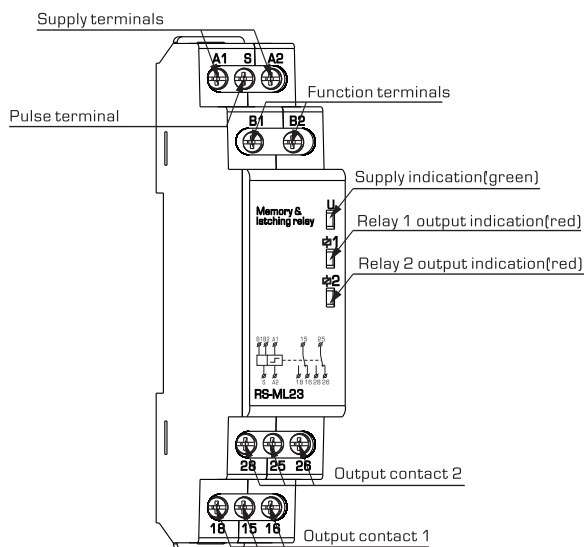 Supply terminals
A1 S A2
Pulse terminal
Function terminals
B1 B2
Supply indication(green)
U
Memory &
latching relay
Relay 1 output indication(red)
1
Relay 2 output indication(red)
2
B1B2 A1 15 25
S A2 18 16 28 26
RS-ML23
28 25 26
Output contact 2
18 15 16
Output contact 1